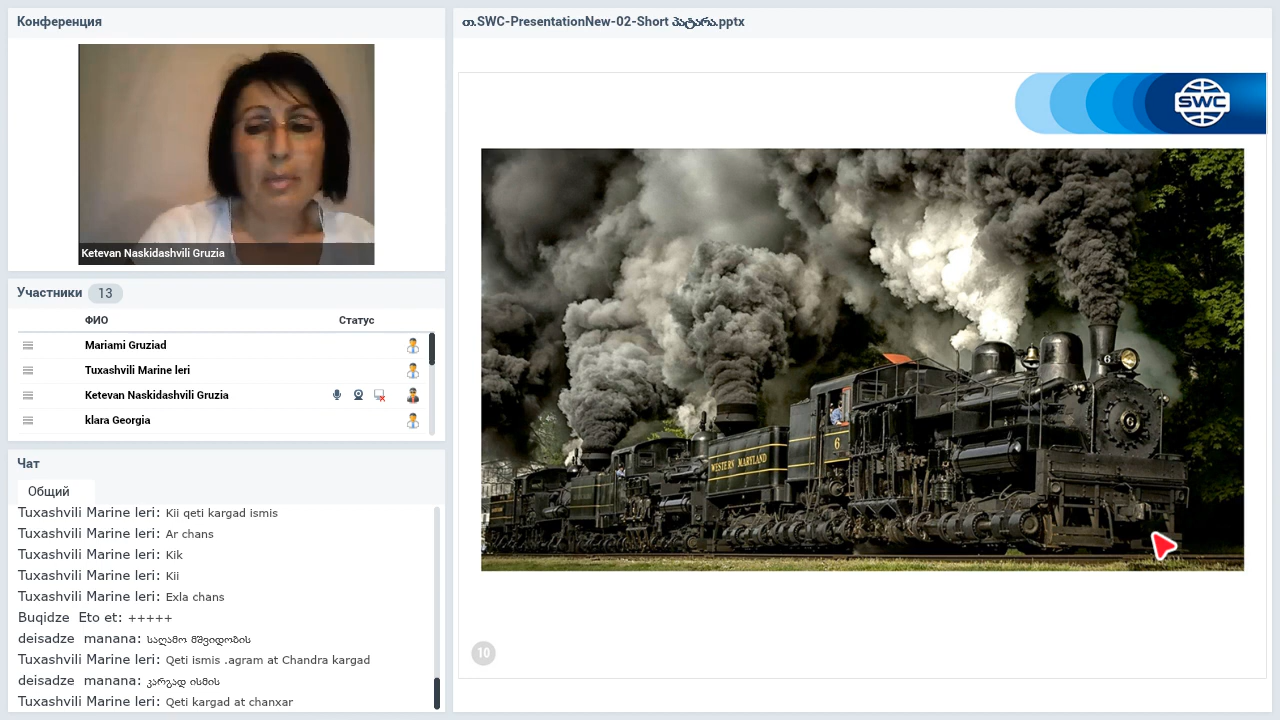 Конференция
Ketevan Naskidashvili Gruzia
Участники 13
ФИО Статус
Mariami Gruziad
Tuxashvili Marine leri
Ketevan Naskidashvili Gruzia
klara Georgia
Чат
Общий
Tuxashvili Marine leri: Kii qeti kargad ismis
Tuxashvili Marine leri: Ar chans
Tuxashvili Marine leri: Kik
Tuxashvili Marine leri: Kii
Tuxashvili Marine leri: Exla chans
Buqidze Eto et: +++++
deisadze manana: საღამო მშვიდობის
Tuxashvili Marine leri: Qeti ismis .agram at Chandra kargad
deisadze manana: კარგად ისმის
Tuxashvili Marine leri: Qeti kargad at chanxar
თ.SWC-PresentationNew-02-Short პატარა.pptx
SWC
6
6
WESTERN MARYLAND
6
10